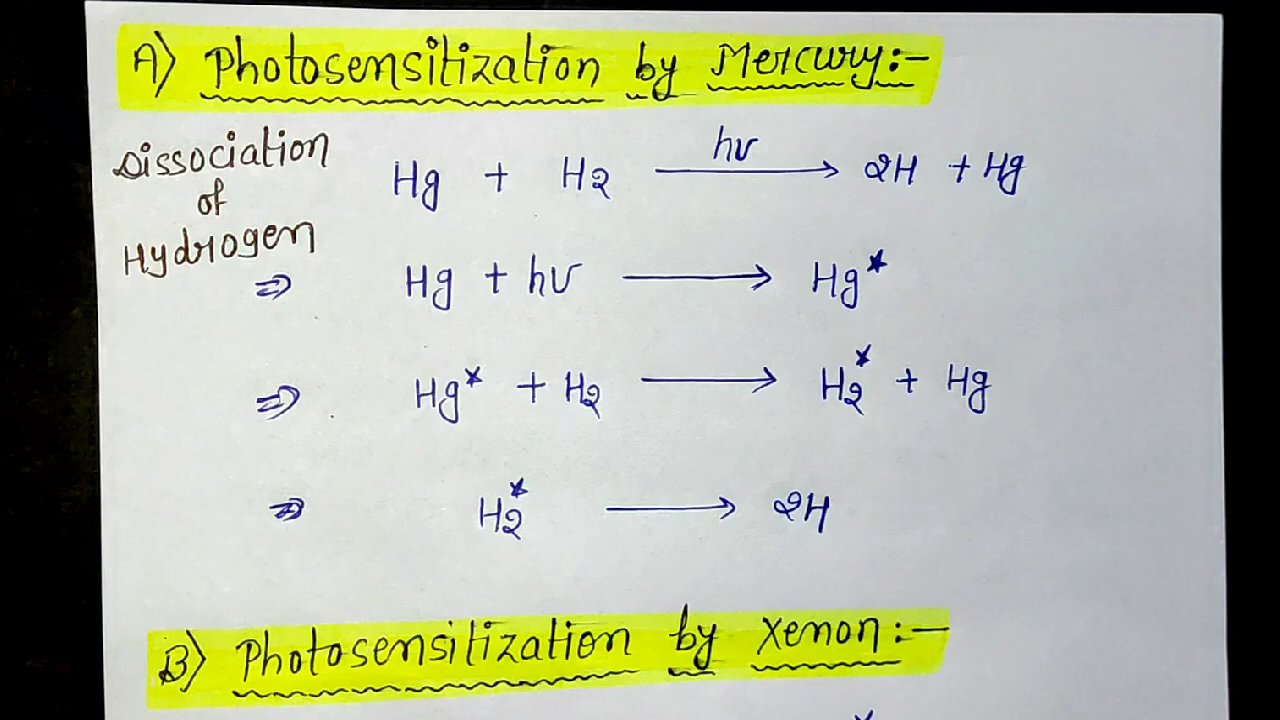 A) Photosensitization by Mercury:-
Dissociation
of
Hydrogen
Hg + H2 hν ⟶ 2H + Hg
⇒ Hg + hν ⟶ Hg*
⇒ Hg* + H2 ⟶ H2* + Hg
⇒ H2* ⟶ 2H
B) Photosensitization by Xenon:-